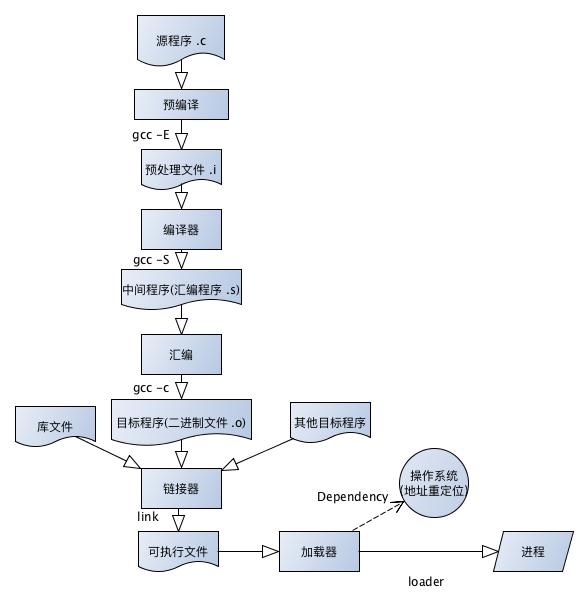 源程序 .c
预编译
gcc -E
预处理文件 .i
编译器
gcc -S
中间程序(汇编程序 .s)
汇编
gcc -c
库文件
目标程序(二进制文件 .o)
其他目标程序
链接器
操作系统
(地址重定位)
Dependency
link
可执行文件
加载器
进程
loader